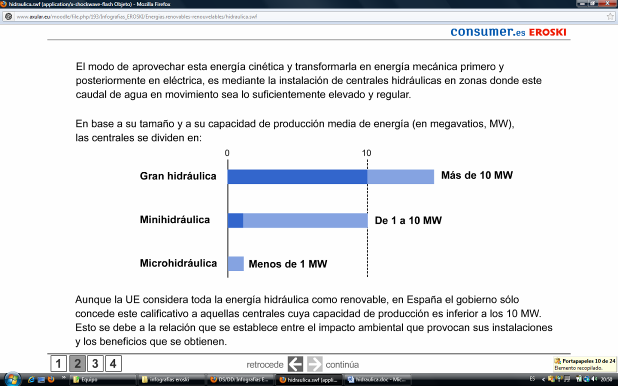 hidraulica.swf (application/x-shockwave-flash Objeto) - Mozilla Firefox
www.axular.eu/moodle/file.php/193/Infografias_EROSKI/Energias-renovables-renouvelables/hidraulica.swf
consumer.es EROSKI
El modo de aprovechar esta energía cinética y transformarla en energía mecánica primero y
posteriormente en eléctrica, es mediante la instalación de centrales hidráulicas en zonas donde este
caudal de agua en movimiento sea lo suficientemente elevado y regular.
En base a su tamaño y a su capacidad de producción media de energía (en megavatios, MW),
las centrales se dividen en:
0 10
Gran hidráulica Más de 10 MW
Minihidráulica De 1 a 10 MW
Microhidráulica Menos de 1 MW
Aunque la UE considera toda la energía hidráulica como renovable, en España el gobierno sólo
concede este calificativo a aquellas centrales cuya capacidad de producción es inferior a los 10 MW.
Esto se debe a la relación que se establece entre el impacto ambiental que provocan sus instalaciones
y los beneficios que se obtienen.
1 2 3 4 retrocede continúa
Portapapeles 10 de 24
Elemento recopilado.
Equipo infografias eroski DS/DD: Infografías E... hidraulica.swf (applic... hidraulica.doc - Mic... ES 20:50